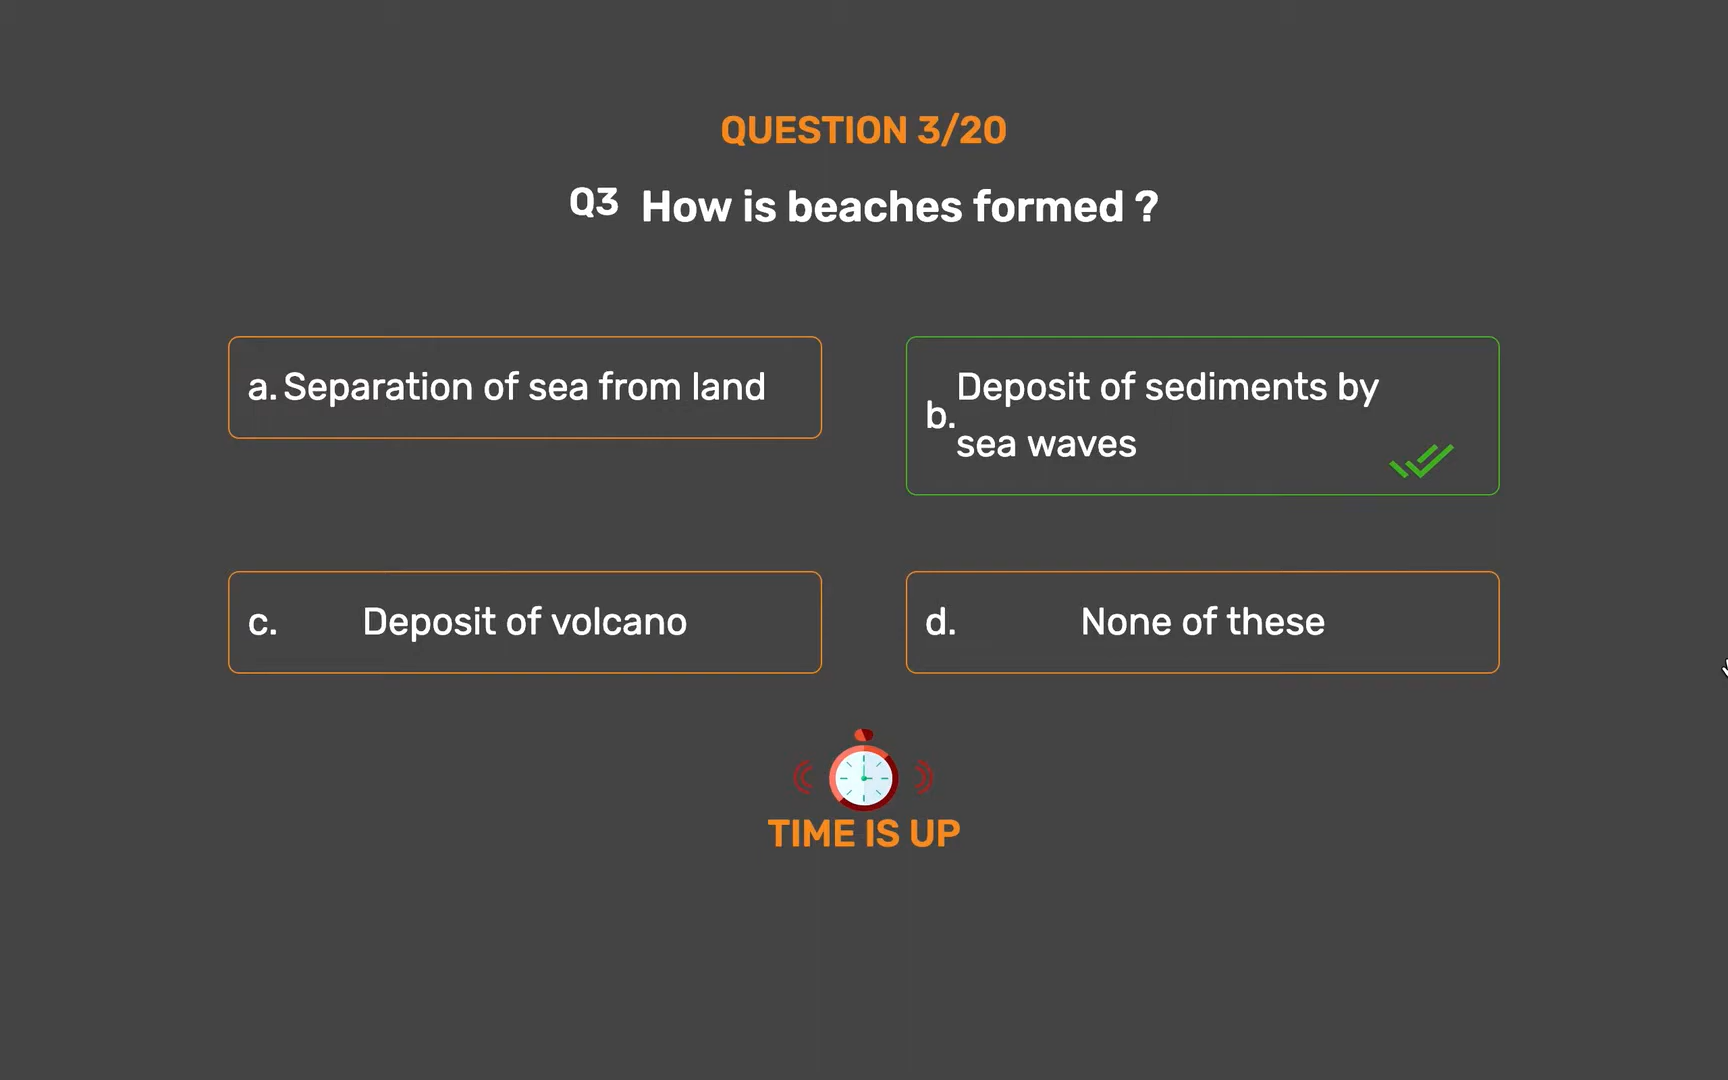 QUESTION 3/20
Q3 How is beaches formed ?
a. Separation of sea from land
b. Deposit of sediments by
sea waves
c. Deposit of volcano
d. None of these
TIME IS UP